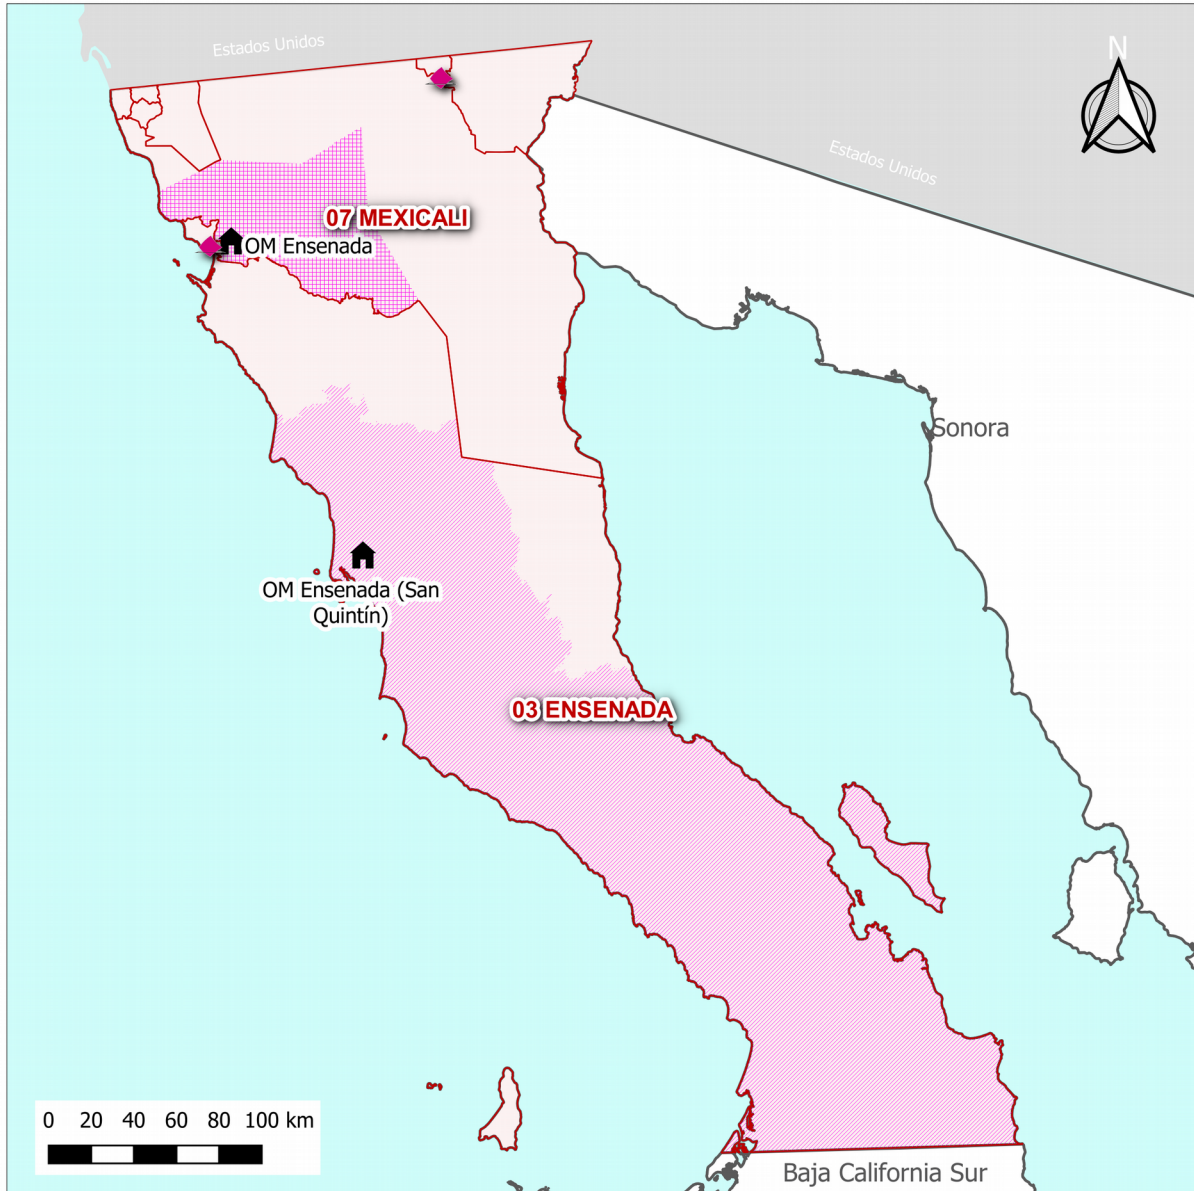 Estados Unidos
N
Estados Unidos
07 MEXICALI
OM Ensenada
Sonora
OM Ensenada (San
Quintín)
03 ENSENADA
0 20 40 60 80 100 km
Baja California Sur